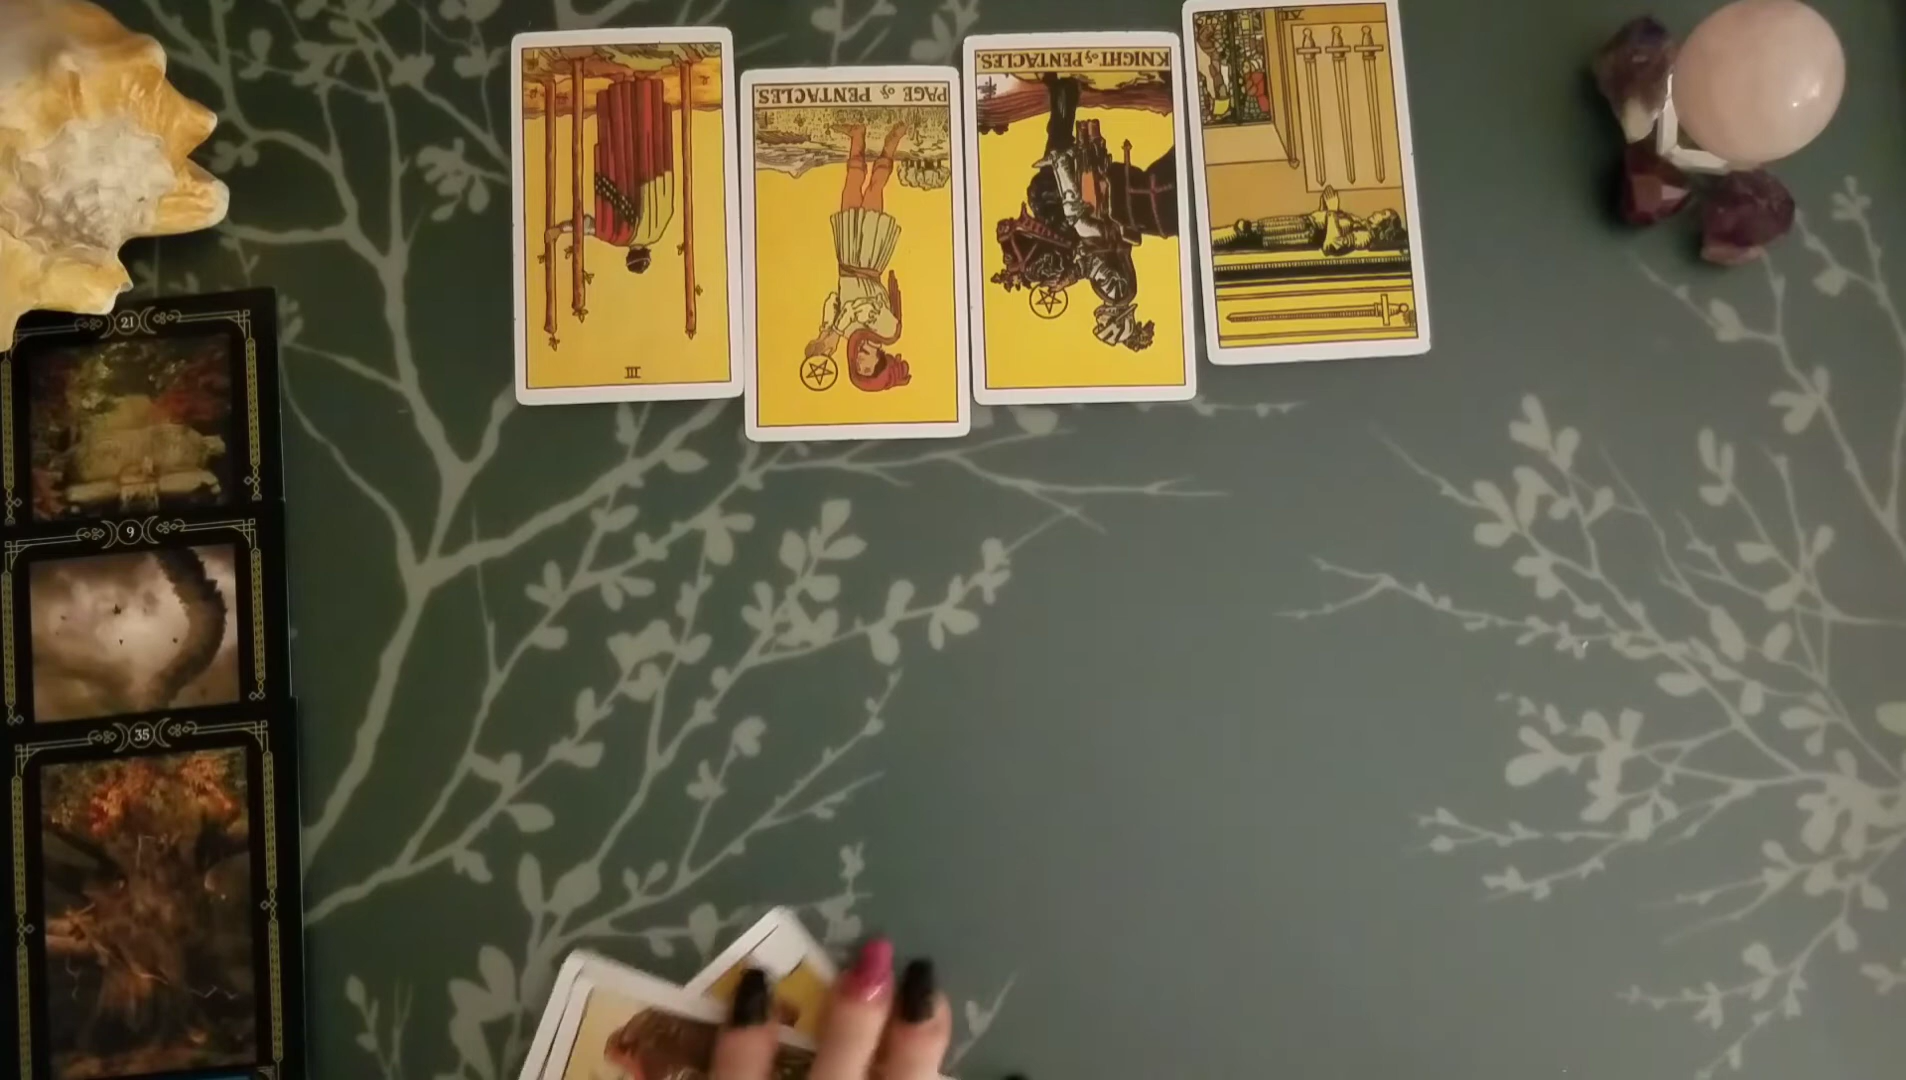 PAGE of PENTACLES.
KNIGHT of PENTACLES.
IV
III
21
9
35